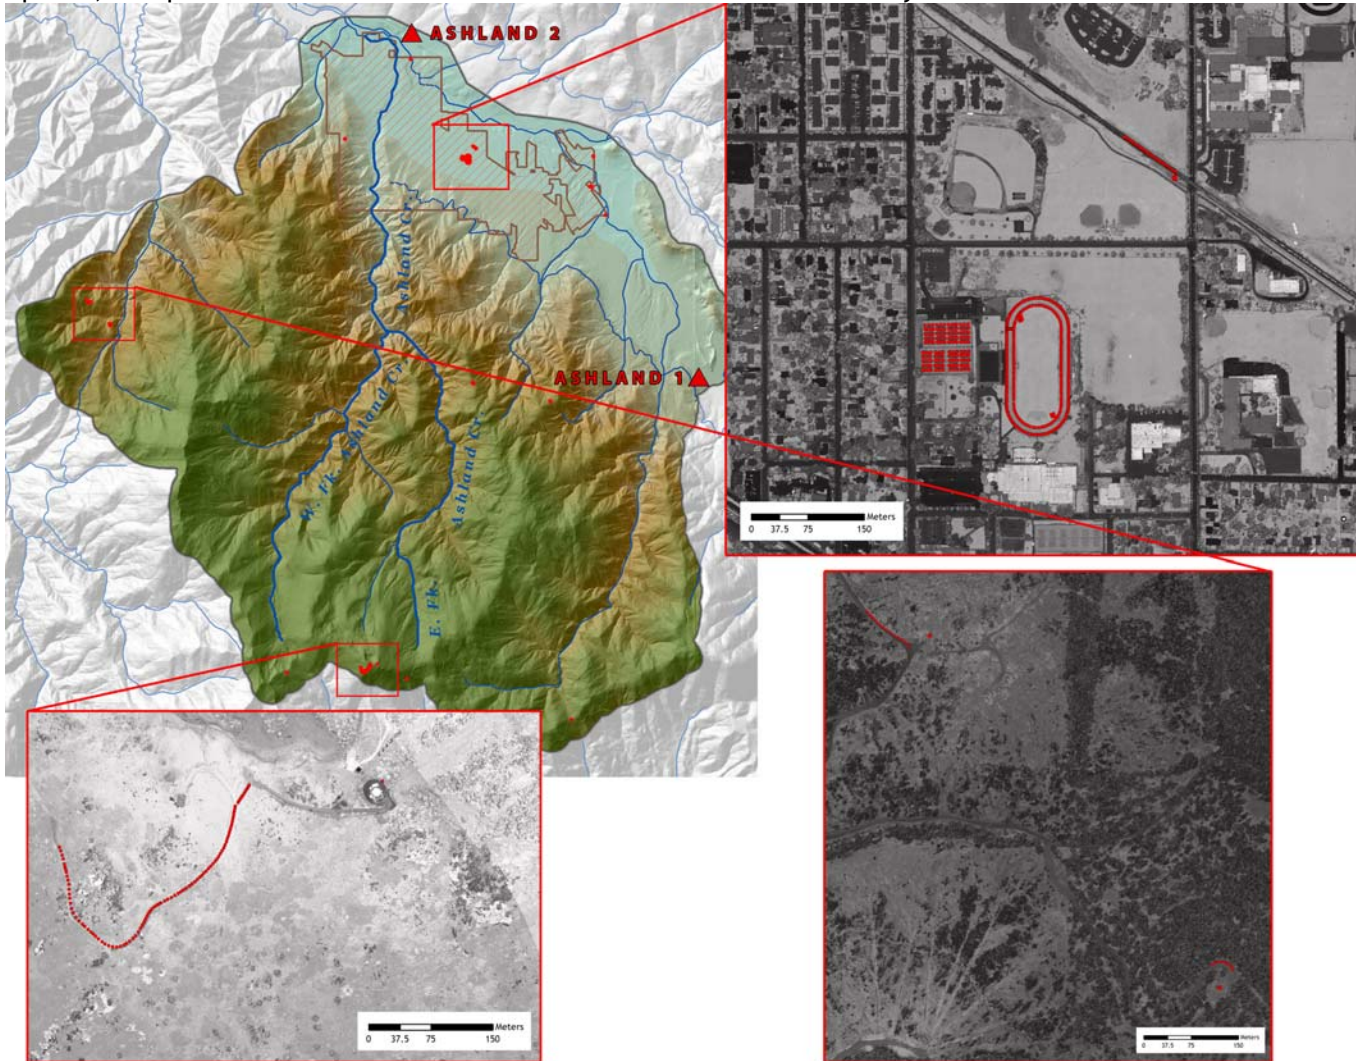 ASHLAND 2
Ashland Cr.
ASHLAND 1
W. Fk. Ashland Cr.
Ashland Cr.
E. Fk.
Meters
0 37.5 75 150
Meters
0 37.5 75 150
Meters
0 37.5 75 150